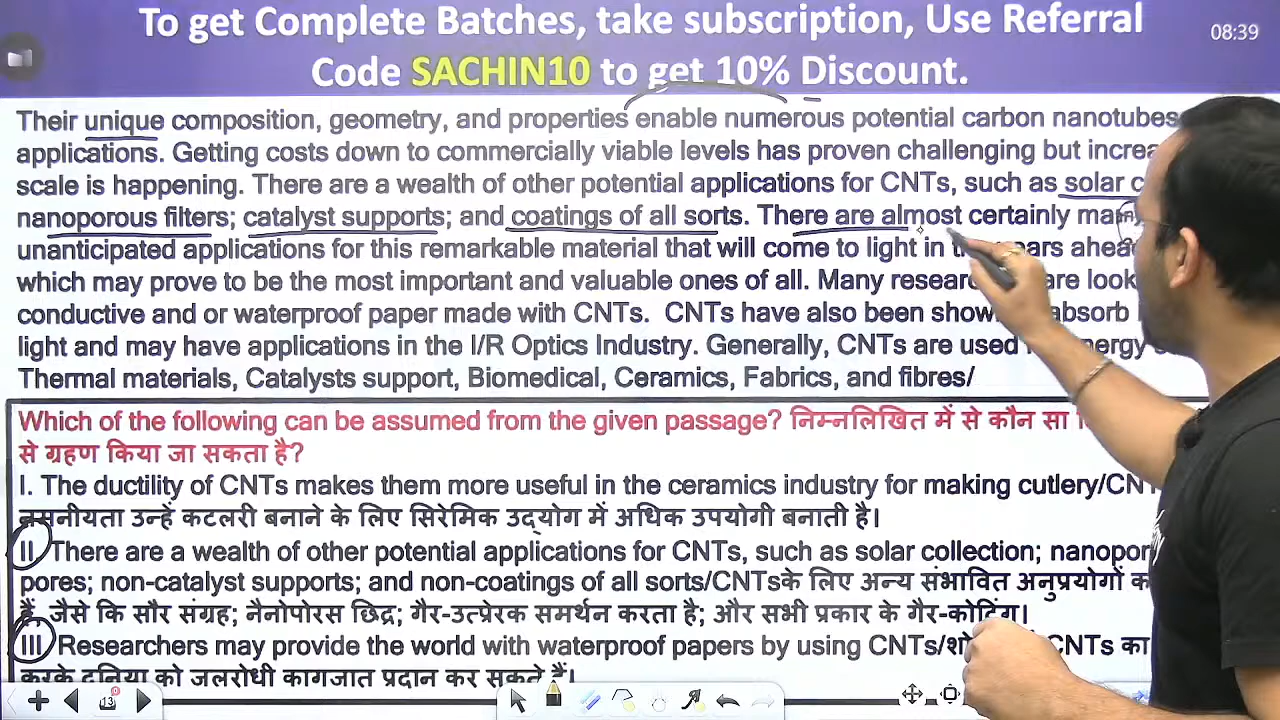 To get Complete Batches, take subscription, Use Referral
Code SACHIN10 to get 10% Discount.
08:39
Their unique composition, geometry, and properties enable numerous potential carbon nanotubes
applications. Getting costs down to commercially viable levels has proven challenging but
scale is happening. There are a wealth of other potential applications for CNTs, such as solar
nanoporous filters; catalyst supports; and coatings of all sorts. There are almost certainly
unanticipated applications for this remarkable material that will come to light in
which may prove to be the most important and valuable ones of all. Many
conductive and or waterproof paper made with CNTs. CNTs have also been absorb
light and may have applications in the I/R Optics Industry. Generally, CNTs are used
Thermal materials, Catalysts support, Biomedical, Ceramics, Fabrics, and fibres/
Which of the following can be assumed from the given passage? निम्नलिखित में से कौन सा
से ग्रहण किया जा सकता है?
I. The ductility of CNTs makes them more useful in the ceramics industry for making cutlery/
नमनीयता उन्हें कटलरी बनाने के लिए सिरेमिक उद्योग में अधिक उपयोगी बनाती है।
II There are a wealth of other potential applications for CNTs, such as solar collection;
pores; non-catalyst supports; and non-coatings of all sorts/CNTsके लिए अन्य संभावित अनुप्रयोगों
हैं, जैसे कि सौर संग्रह; नैनोपोरस छिद्र; गैर-उत्प्रेरक समर्थन करता है; और सभी प्रकार के गैर-कोटिंग।
III Researchers may provide the world with waterproof papers by using CNTs/ CNTs का
करके दुनिया को जलरोधी कागजात प्रदान कर सकते हैं।
13